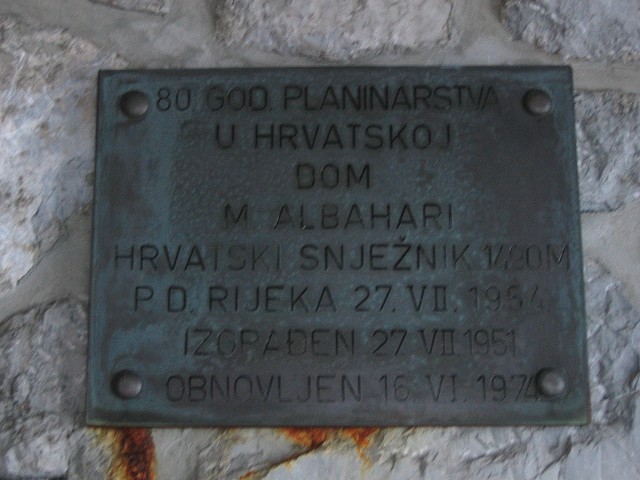 80. GOD. PLANINARSTVA
U HRVATSKOJ
DOM
M. ALBAHARI
HRVATSKI SNJEŽNIK 1490M
P.D. RIJEKA 27. VII. 1954
IZGRAĐEN 27 VII 1951
OBNOVLJEN 16. VI. 1974